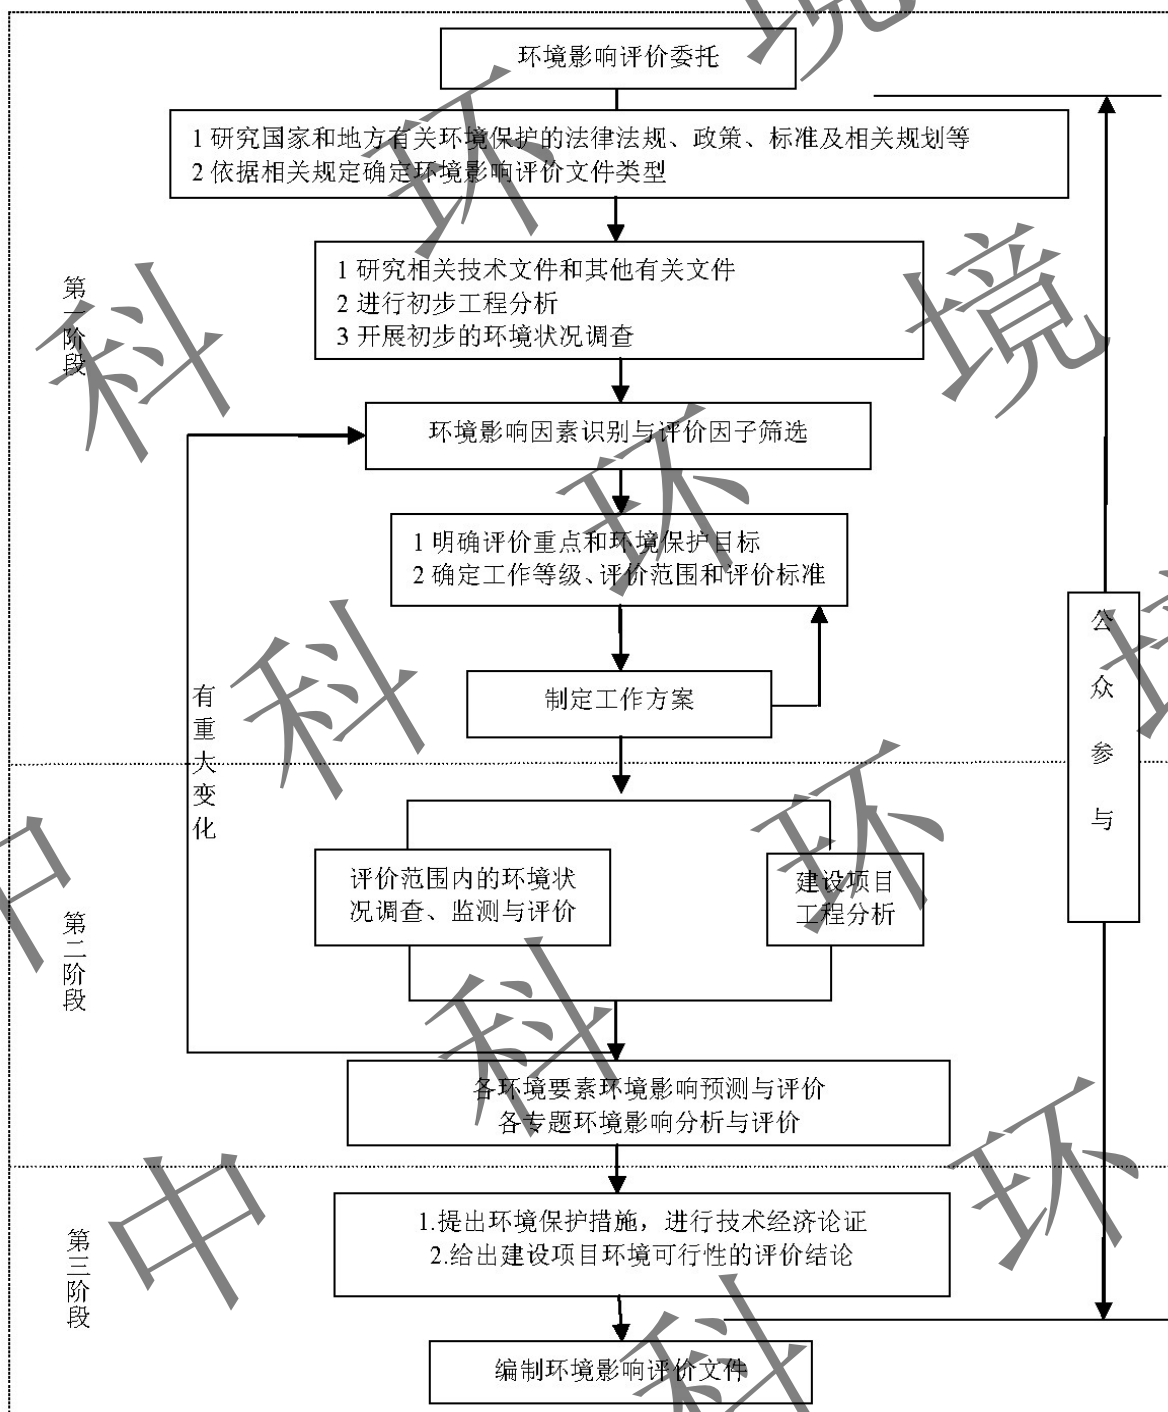 环境影响评价委托
1 研究国家和地方有关环境保护的法律法规、政策、标准及相关规划等
2 依据相关规定确定环境影响评价文件类型
第一阶段
1 研究相关技术文件和其他有关文件
2 进行初步工程分析
3 开展初步的环境状况调查
环境影响因素识别与评价因子筛选
1 明确评价重点和环境保护目标
2 确定工作等级、评价范围和评价标准
公众参与
制定工作方案
有重大变化
第二阶段
评价范围内的环境状
况调查、监测与评价
建设项目
工程分析
各环境要素环境影响预测与评价
各专题环境影响分析与评价
第三阶段
1.提出环境保护措施，进行技术经济论证
2.给出建设项目环境可行性的评价结论
编制环境影响评价文件
中科环境
中科环境
中科环境